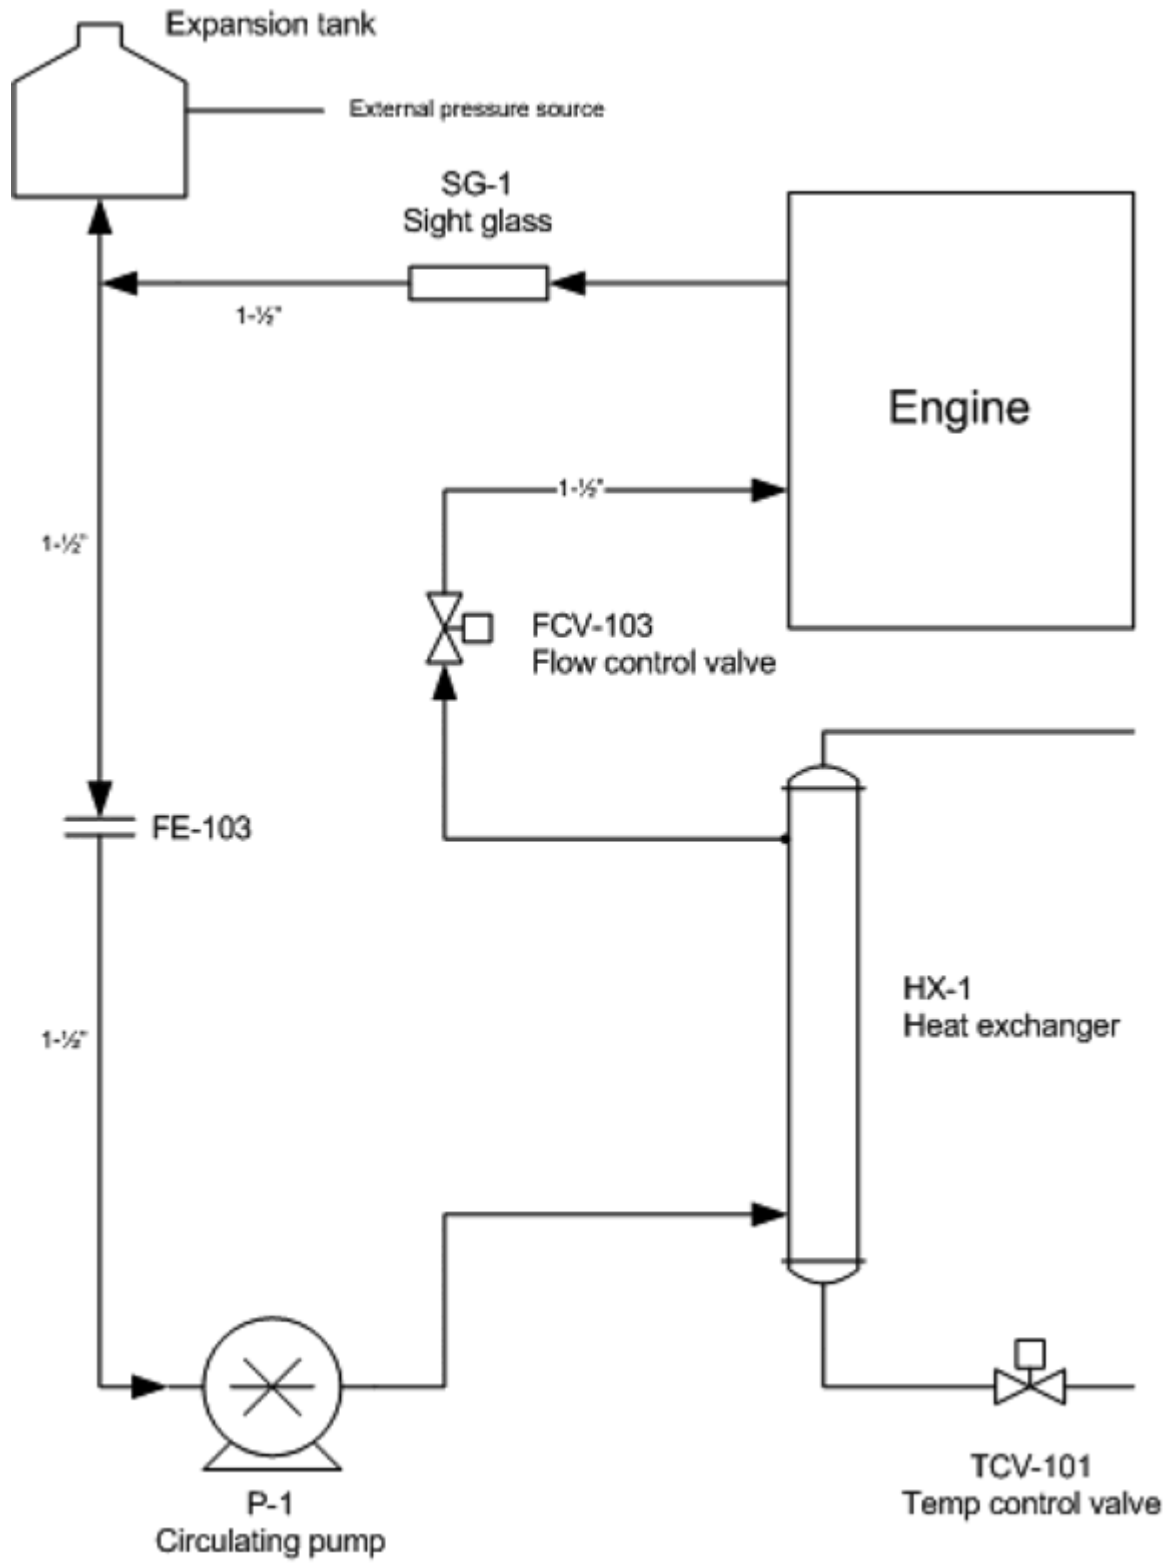 Expansion tank
External pressure source
SG-1
Sight glass
1-½"
Engine
1-½"
1-½"
FCV-103
Flow control valve
FE-103
HX-1
Heat exchanger
1-½"
TCV-101
Temp control valve
P-1
Circulating pump